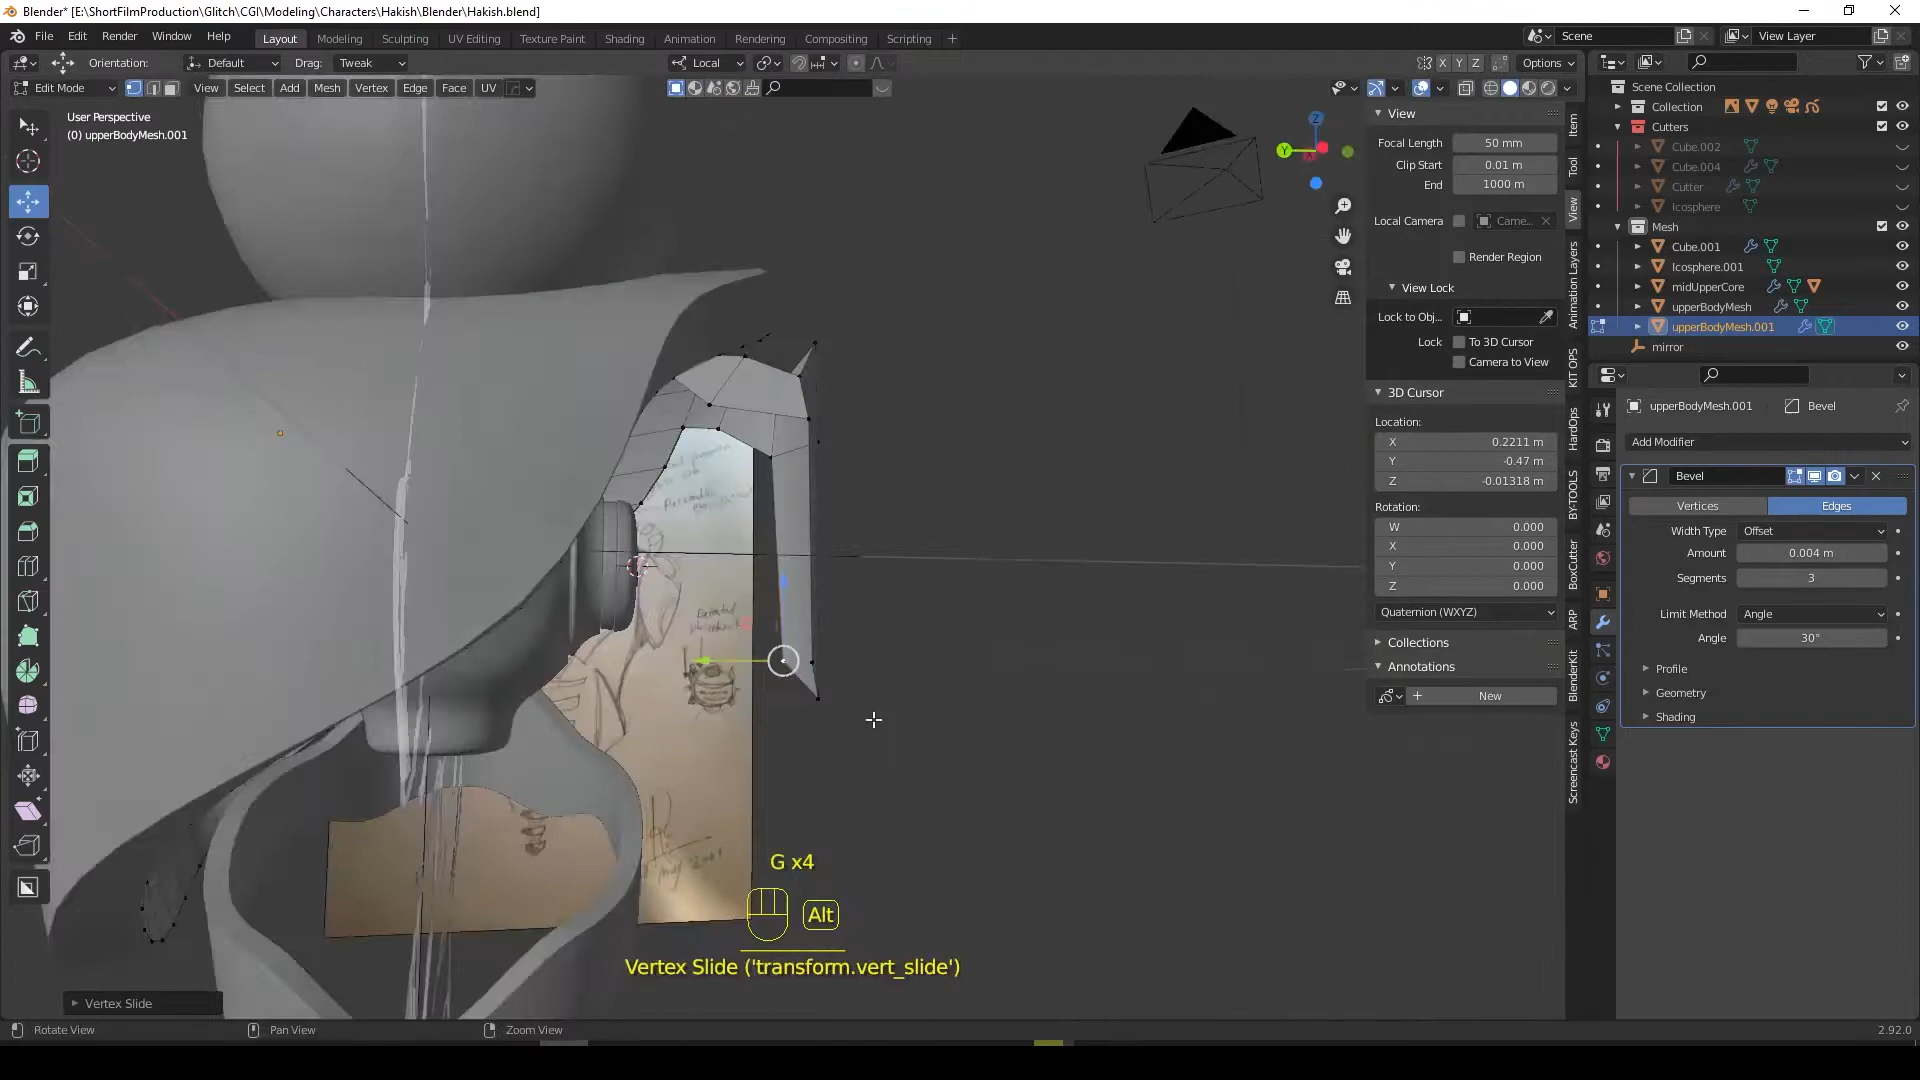 Blender* [E:\ShortFilmProduction\Glitch\CGI\Modeling\Characters\Hakish\Blender\Hakish.blend]
File Edit Render Window Help Layout Modeling Sculpting UV Editing Texture Paint Shading Animation Rendering Compositing Scripting + Scene View Layer
Orientation: Default Drag: Tweak Local X Y Z Options
Edit Mode View Select Add Mesh Vertex Edge Face UV
User Perspective
(0) upperBodyMesh.001
Z
Y
View
Focal Length 50 mm
Clip Start 0.01 m
End 1000 m
Local Camera Came...
Render Region
View Lock
Lock to Obj...
Lock To 3D Cursor
Camera to View
3D Cursor
Location:
X 0.2211 m
Y -0.47 m
Z -0.01318 m
Rotation:
W 0.000
X 0.000
Y 0.000
Z 0.000
Quaternion (WXYZ)
Collections
Annotations
+ New
Item
Tool
View
Animation Layers
KIT OPS
HardOps
BY-TOOLS
BoxCutter
ARP
BlenderKit
Screencast Keys
Scene Collection
Collection
Cutters
Cube.002
Cube.004
Cutter
Icosphere
Mesh
Cube.001
Icosphere.001
midUpperCore
upperBodyMesh
upperBodyMesh.001
mirror
upperBodyMesh.001 Bevel
Add Modifier
Bevel
Vertices Edges
Width Type Offset
Amount 0.004 m
Segments 3
Limit Method Angle
Angle 30°
Profile
Geometry
Shading
G x4
Alt
Vertex Slide ('transform.vert_slide')
Vertex Slide
Rotate View Pan View Zoom View 2.92.0